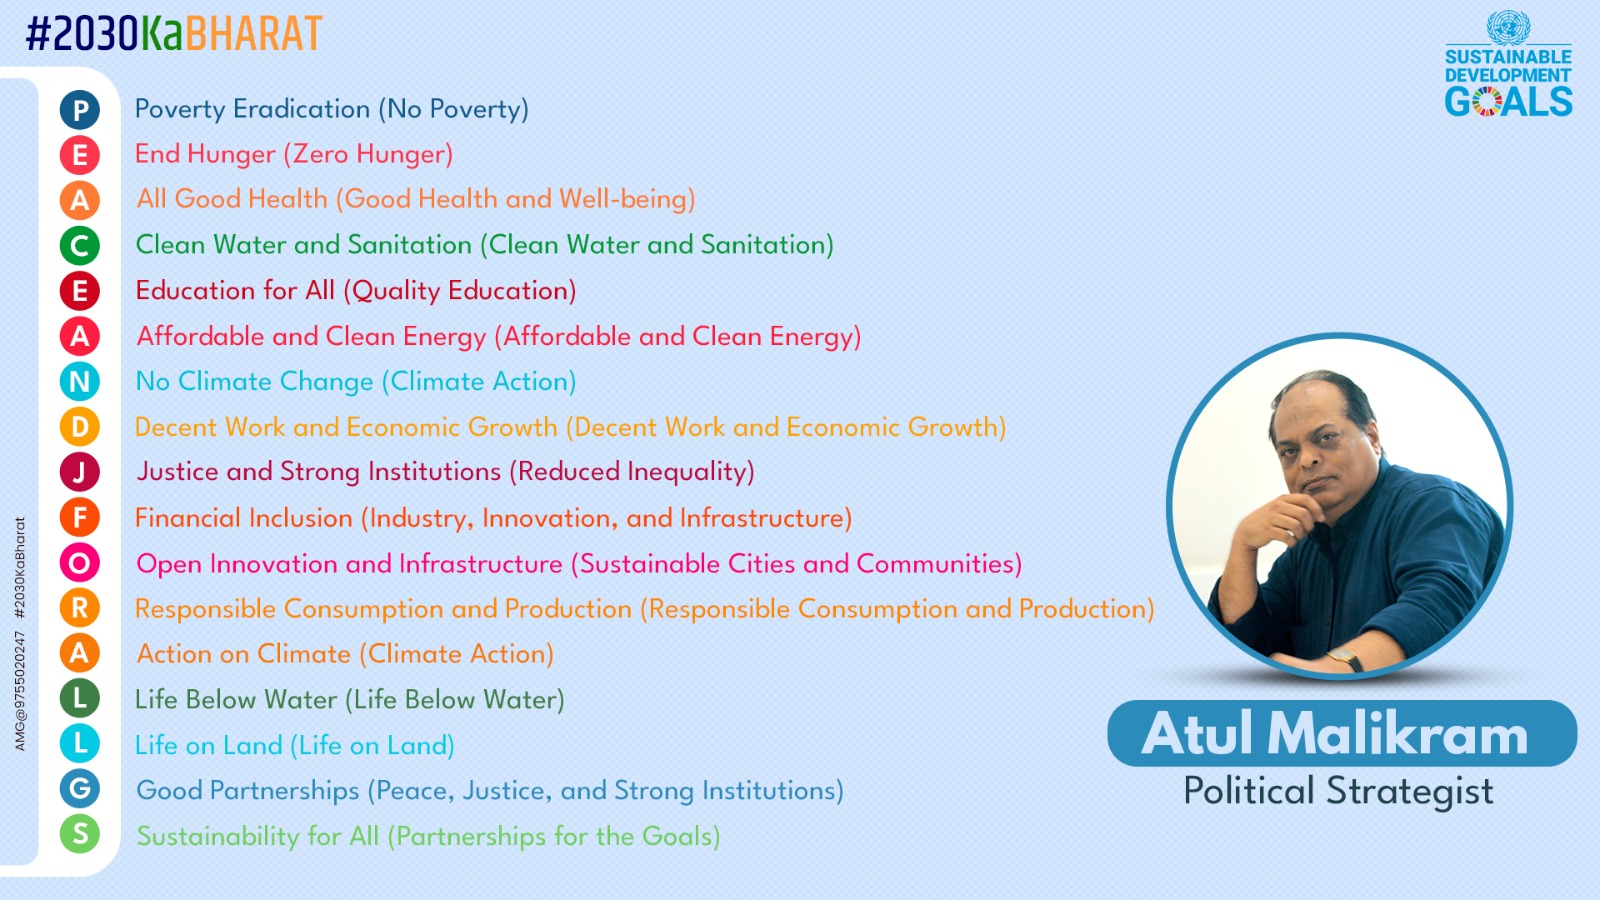 #2030KaBHARAT
SUSTAINABLE
DEVELOPMENT
GOALS
P Poverty Eradication (No Poverty)
E End Hunger (Zero Hunger)
A All Good Health (Good Health and Well-being)
C Clean Water and Sanitation (Clean Water and Sanitation)
E Education for All (Quality Education)
A Affordable and Clean Energy (Affordable and Clean Energy)
N No Climate Change (Climate Action)
D Decent Work and Economic Growth (Decent Work and Economic Growth)
J Justice and Strong Institutions (Reduced Inequality)
F Financial Inclusion (Industry, Innovation, and Infrastructure)
O Open Innovation and Infrastructure (Sustainable Cities and Communities)
R Responsible Consumption and Production (Responsible Consumption and Production)
A Action on Climate (Climate Action)
L Life Below Water (Life Below Water)
L Life on Land (Life on Land)
G Good Partnerships (Peace, Justice, and Strong Institutions)
S Sustainability for All (Partnerships for the Goals)
AMG@9755020247 #2030KaBharat
Atul Malikram
Political Strategist